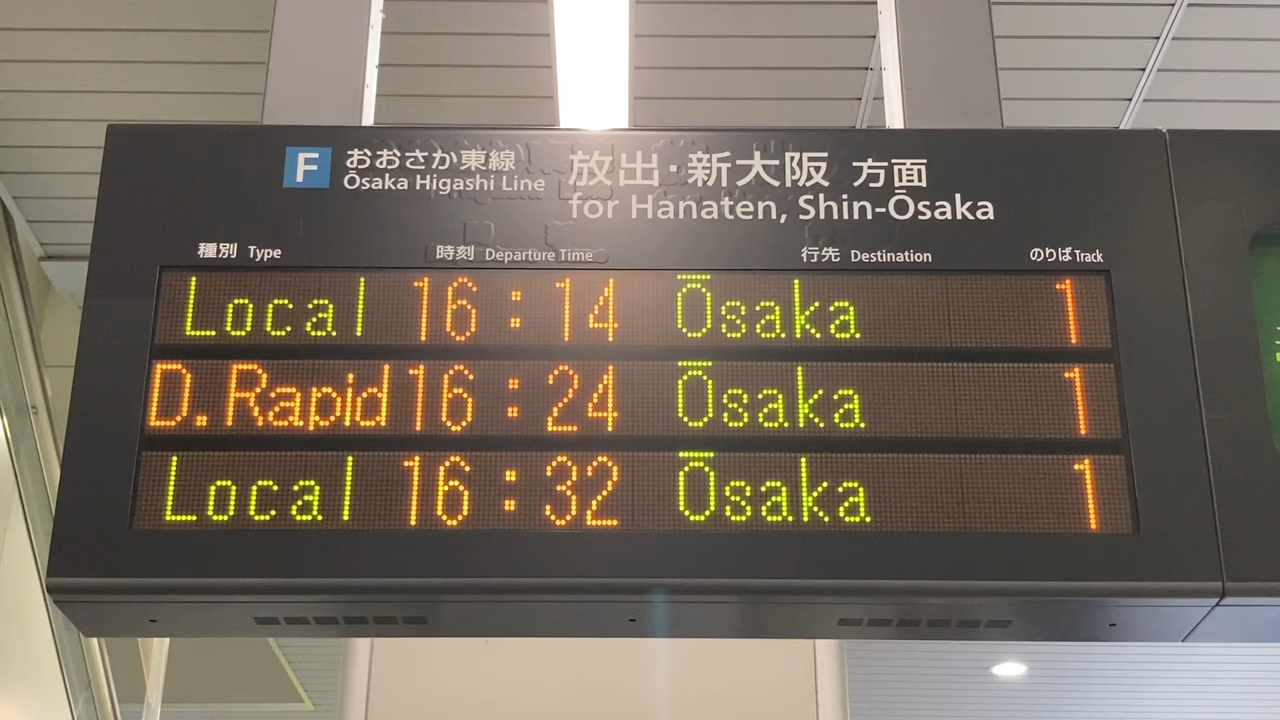 F おおさか東線 放出・新大阪 方面
Ōsaka Higashi Line for Hanaten, Shin-Ōsaka
種別 Type 時刻 Departure Time 行先 Destination のりば Track
Local 16:14 Ōsaka 1
D.Rapid 16:24 Ōsaka 1
Local 16:32 Ōsaka 1